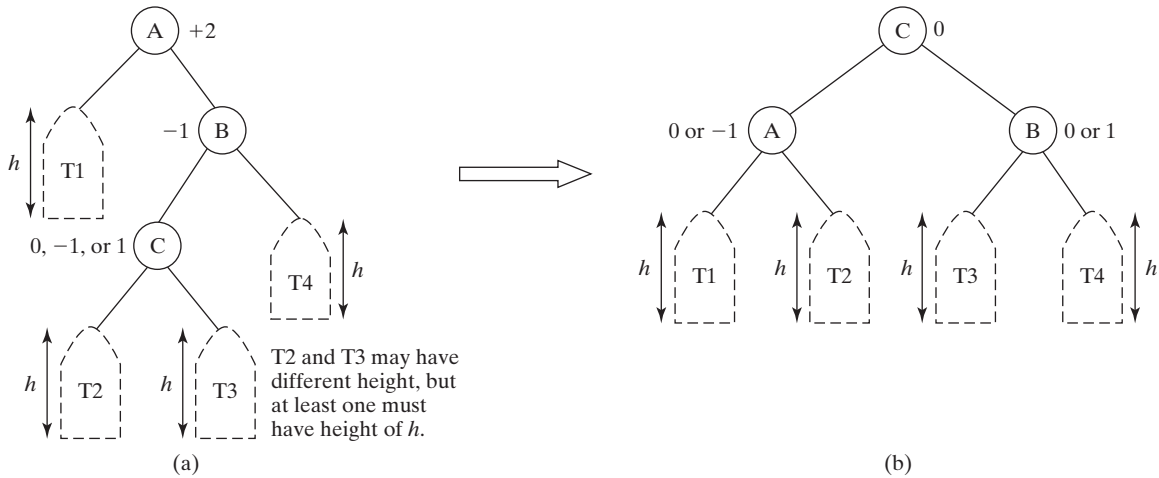 A +2
C 0
−1 B
0 or −1 A
B 0 or 1
h T1
0, −1, or 1 C
T4 h
h T1
h T2
h T3
T4 h
h T2
h T3
T2 and T3 may have
different height, but
at least one must
have height of h.
(a)
(b)